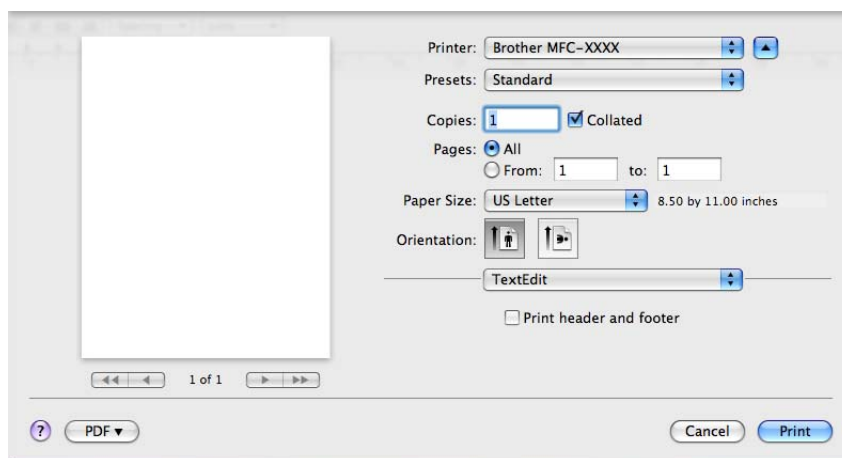 Printer: Brother MFC-XXXX
Presets: Standard
Copies: 1 Collated
Pages: All
From: 1 to: 1
Paper Size: US Letter 8.50 by 11.00 inches
Orientation:
TextEdit
Print header and footer
1 of 1
? PDF Cancel Print